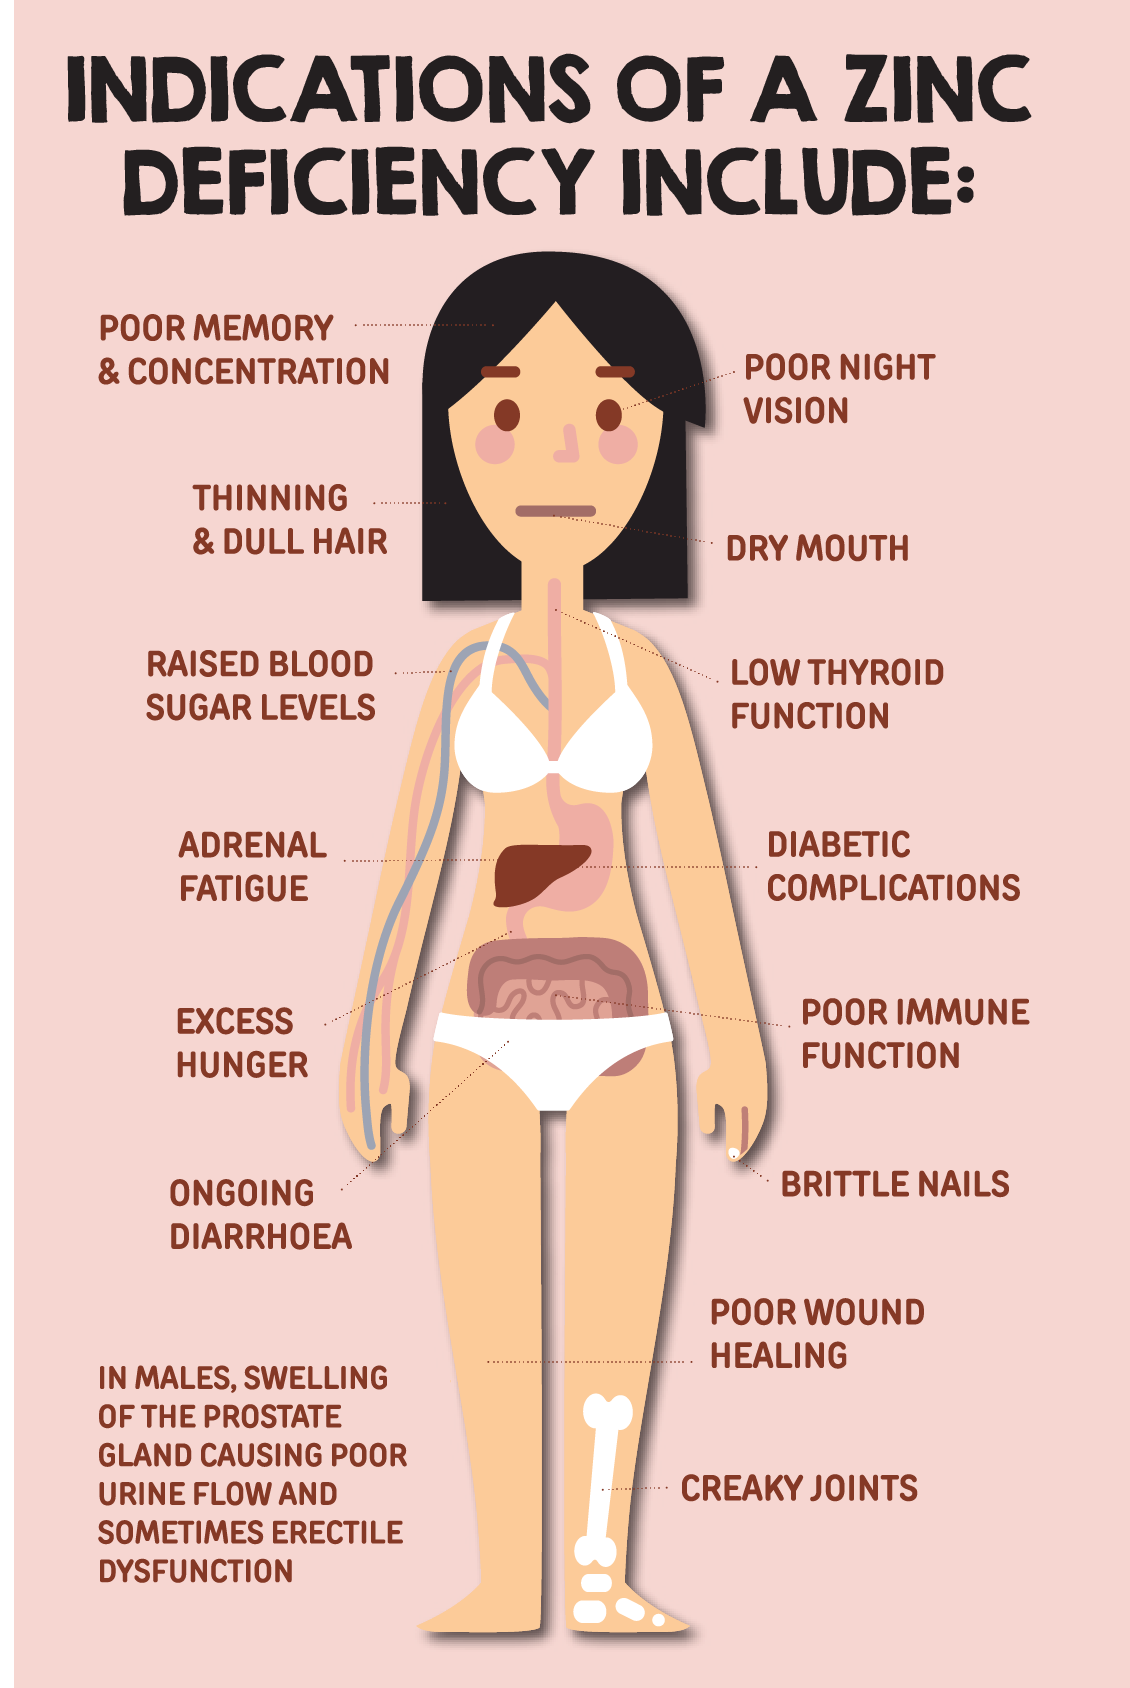 INDICATIONS OF A ZINC
DEFICIENCY INCLUDE:
POOR MEMORY
& CONCENTRATION
POOR NIGHT
VISION
THINNING
& DULL HAIR
DRY MOUTH
RAISED BLOOD
SUGAR LEVELS
LOW THYROID
FUNCTION
ADRENAL
FATIGUE
DIABETIC
COMPLICATIONS
EXCESS
HUNGER
POOR IMMUNE
FUNCTION
ONGOING
DIARRHOEA
BRITTLE NAILS
POOR WOUND
HEALING
IN MALES, SWELLING
OF THE PROSTATE
GLAND CAUSING POOR
URINE FLOW AND
SOMETIMES ERECTILE
DYSFUNCTION
CREAKY JOINTS